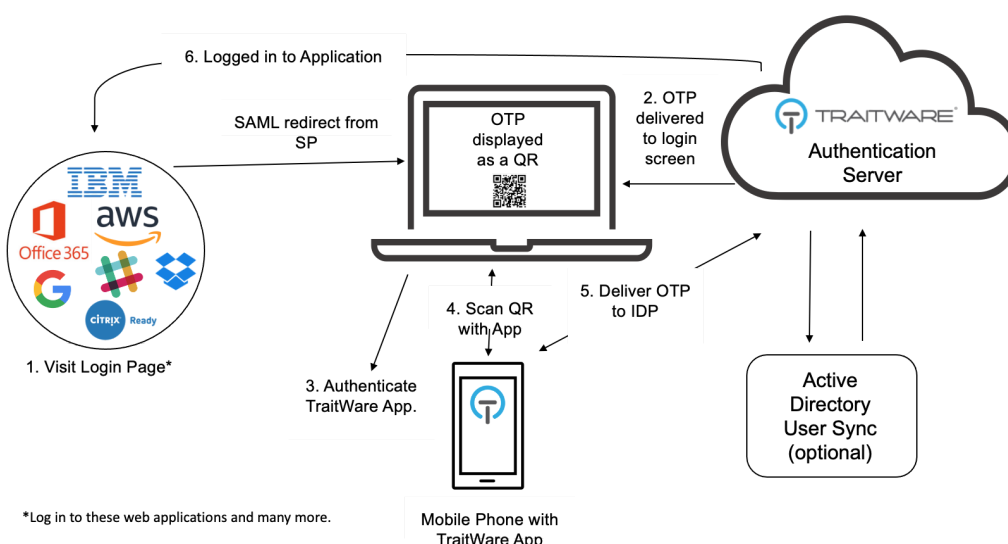 6. Logged in to Application
SAML redirect from
SP
OTP
displayed
as a QR
2. OTP
delivered
to login
screen
TRAITWARE®
Authentication
Server
IBM
aws
Office 365
G
CITRIX Ready
1. Visit Login Page*
3. Authenticate
TraitWare App.
4. Scan QR
with App
5. Deliver OTP
to IDP
Active
Directory
User Sync
(optional)
*Log in to these web applications and many more.
Mobile Phone with
TraitWare App